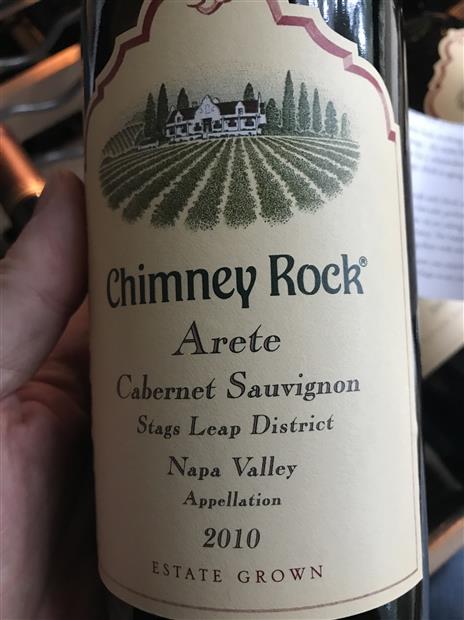 Chimney Rock®
Arete
Cabernet Sauvignon
Stags Leap District
Napa Valley
Appellation
2010
ESTATE GROWN